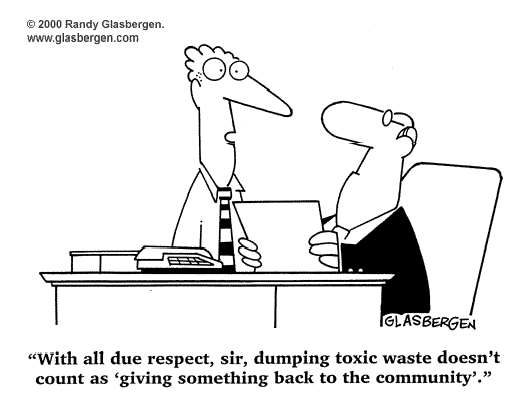 © 2000 Randy Glasbergen.
www.glasbergen.com
GLASBERGEN
“With all due respect, sir, dumping toxic waste doesn’t
count as ‘giving something back to the community’.”